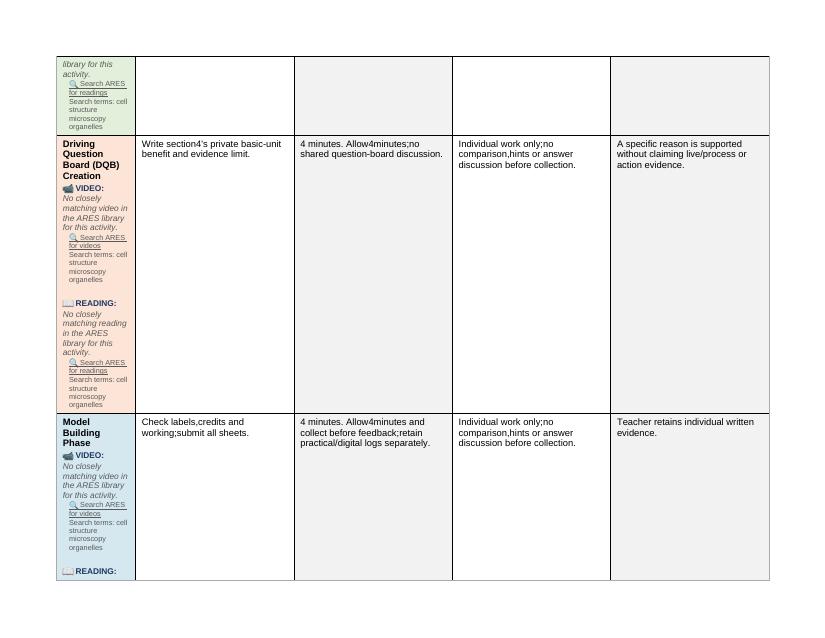 library for this
activity.
🔍 Search ARES
for readings
Search terms: cell
structure
microscopy
organelles
Driving
Question
Board (DQB)
Creation
📹 VIDEO:
No closely
matching video in
the ARES library
for this activity.
🔍 Search ARES
for videos
Search terms: cell
structure
microscopy
organelles
📖 READING:
No closely
matching reading
in the ARES
library for this
activity.
🔍 Search ARES
for readings
Search terms: cell
structure
microscopy
organelles
Write section4's private basic-unit
benefit and evidence limit.
4 minutes. Allow4minutes;no
shared question-board discussion.
Individual work only;no
comparison,hints or answer
discussion before collection.
A specific reason is supported
without claiming live/process or
action evidence.
Model
Building
Phase
📹 VIDEO:
No closely
matching video in
the ARES library
for this activity.
🔍 Search ARES
for videos
Search terms: cell
structure
microscopy
organelles
📖 READING:
Check labels,credits and
working;submit all sheets.
4 minutes. Allow4minutes and
collect before feedback;retain
practical/digital logs separately.
Individual work only;no
comparison,hints or answer
discussion before collection.
Teacher retains individual written
evidence.